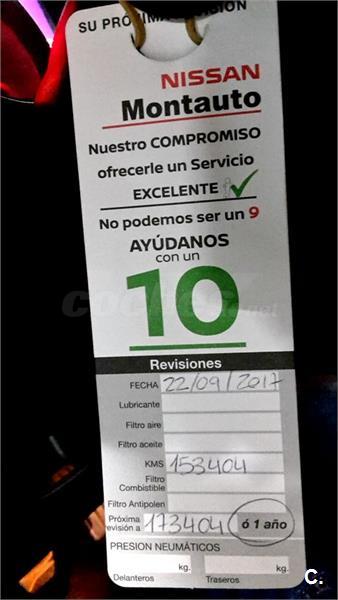 SU PRÓXIMA REVISIÓN
NISSAN
Montauto
Nuestro COMPROMISO
ofrecerle un Servicio
EXCELENTE
No podemos ser un 9
AYÚDANOS
con un
10
coches.net
Revisiones
FECHA 22/09/2017
Lubricante
Filtro aire
Filtro aceite
KMS 153404
Filtro
Combustible
Filtro Antipolen
Próxima
revisión a 173404 ó 1 año
PRESION NEUMÁTICOS
kg. kg.
Delanteros Traseros
C.